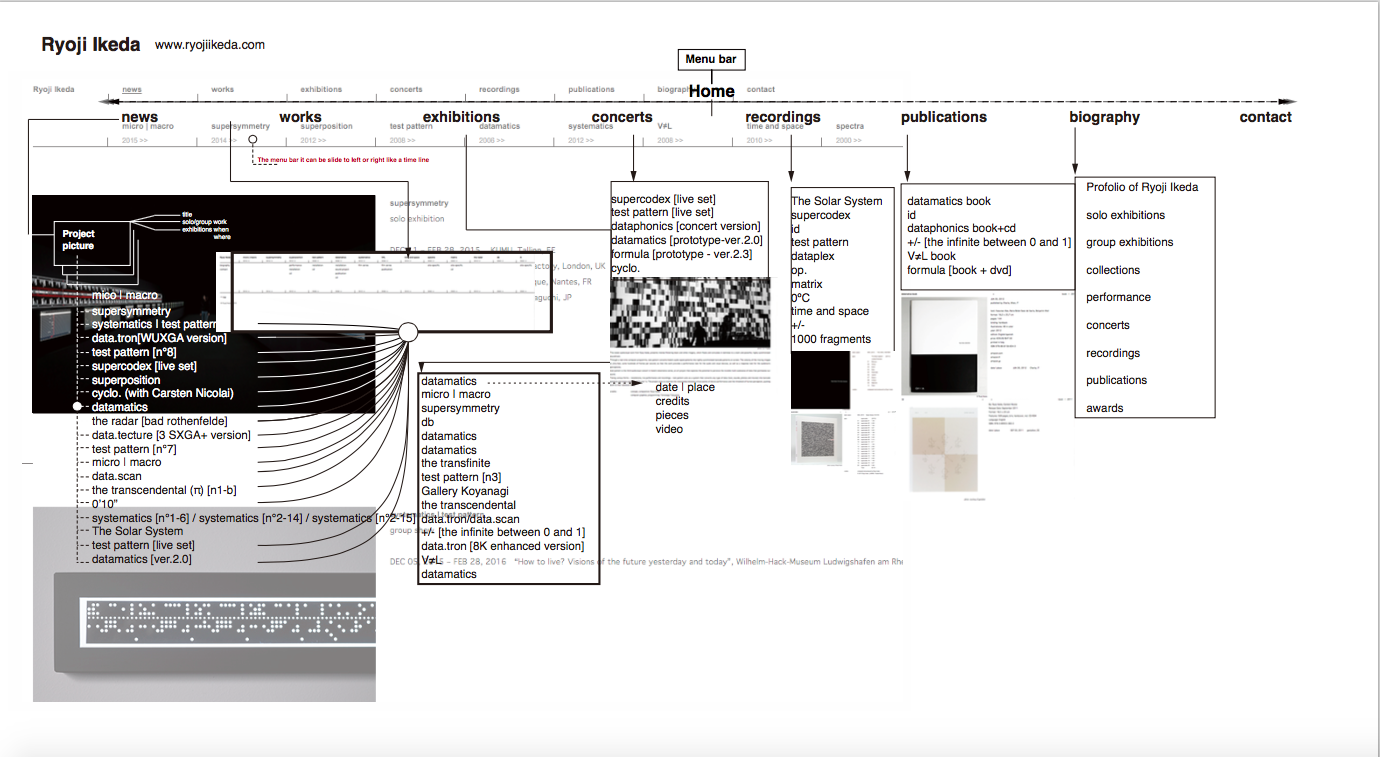 Ryoji Ikeda www.ryojiikeda.com
Menu bar
Home
Ryoji Ikeda news works exhibitions concerts recordings publications biography contact
news works exhibitions concerts recordings publications biography contact
micro | macro supersymmetry superposition test pattern datamatics systematics V≠L time and space spectra
2015 >> 2014 >> 2012 >> 2008 >> 2008 >> 2012 >> 2008 >> 2010 >> 2000 >>
The menu bar it can be slide to left or right like a time line
Project
picture
title
solo/group work
exhibitions when
where
supersymmetry
solo exhibition
FEB 28, 2015 KUMU, Tallinn, EE
London, UK
Nantes, FR
JP
mico | macro
supersymmetry
systematics | test pattern
data.tron[WUXGA version]
test pattern [n°8]
supercodex [live set]
superposition
cyclo. (with Carsten Nicolai)
datamatics
the radar [bad rothenfelde]
data.tecture [3 SXGA+ version]
test pattern [n°7]
micro | macro
data.scan
the transcendental (π) [n1-b]
0'10"
systematics [n°1-6] / systematics [n°2-14] / systematics [n°2-15]
The Solar System
test pattern [live set]
datamatics [ver.2.0]
datamatics
micro | macro
supersymmetry
db
datamatics
datamatics
the transfinite
test pattern [n3]
Gallery Koyanagi
the transcendental
data.tron/data.scan
+/- [the infinite between 0 and 1]
data.tron [8K enhanced version]
V≠L
datamatics
date | place
credits
pieces
video
supercodex [live set]
test pattern [live set]
dataphonics [concert version]
datamatics [prototype-ver.2.0]
formula [prototype - ver.2.3]
cyclo.
The Solar System
supercodex
id
test pattern
dataplex
op.
matrix
0°C
time and space
+/-
1000 fragments
datamatics book
id
dataphonics book+cd
+/- [the infinite between 0 and 1]
V≠L book
formula [book + dvd]
Profolio of Ryoji Ikeda
solo exhibitions
group exhibitions
collections
performance
concerts
recordings
publications
awards
systematics | test pattern
group
DEC 05, 2015 – FEB 28, 2016 "How to live? Visions of the future yesterday and today", Wilhelm-Hack-Museum Ludwigshafen am Rhe